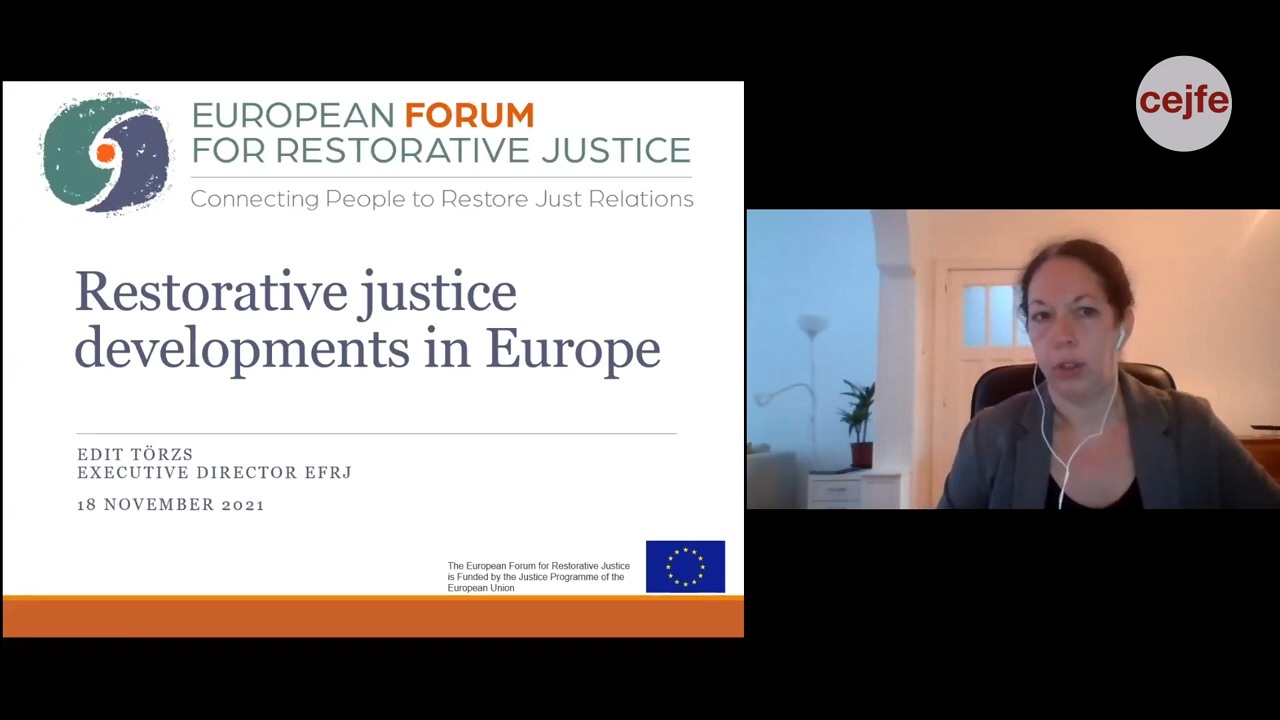 EUROPEAN FORUM
FOR RESTORATIVE JUSTICE
Connecting People to Restore Just Relations
Restorative justice
developments in Europe
EDIT TÖRZS
EXECUTIVE DIRECTOR EFRJ
18 NOVEMBER 2021
The European Forum for Restorative Justice
is Funded by the Justice Programme of the
European Union
cejfe